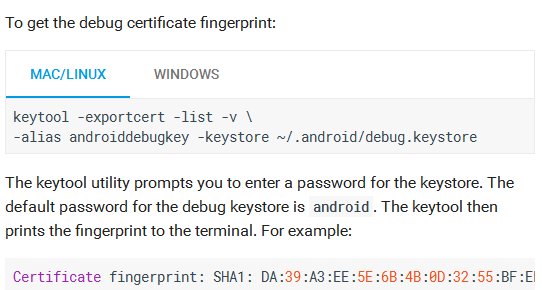 To get the debug certificate fingerprint:
MAC/LINUX WINDOWS
keytool -exportcert -list -v \
-alias androiddebugkey -keystore ~/.android/debug.keystore
The keytool utility prompts you to enter a password for the keystore. The
default password for the debug keystore is android. The keytool then
prints the fingerprint to the terminal. For example:
Certificate fingerprint: SHA1: DA:39:A3:EE:5E:6B:4B:0D:32:55:BF:E